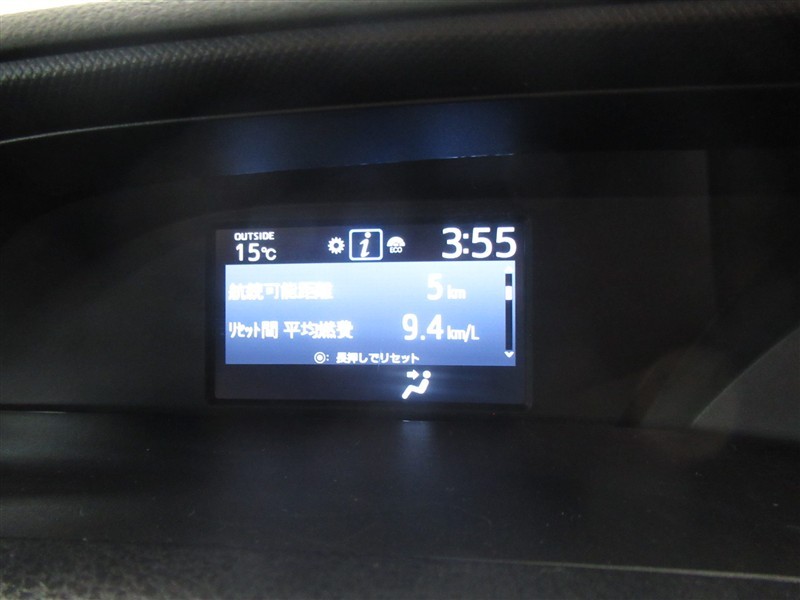 OUTSIDE
15℃
i
ECO
3:55
航続可能距離 5 km
リセット間 平均燃費 9.4 km/L
◎: 長押しでリセット